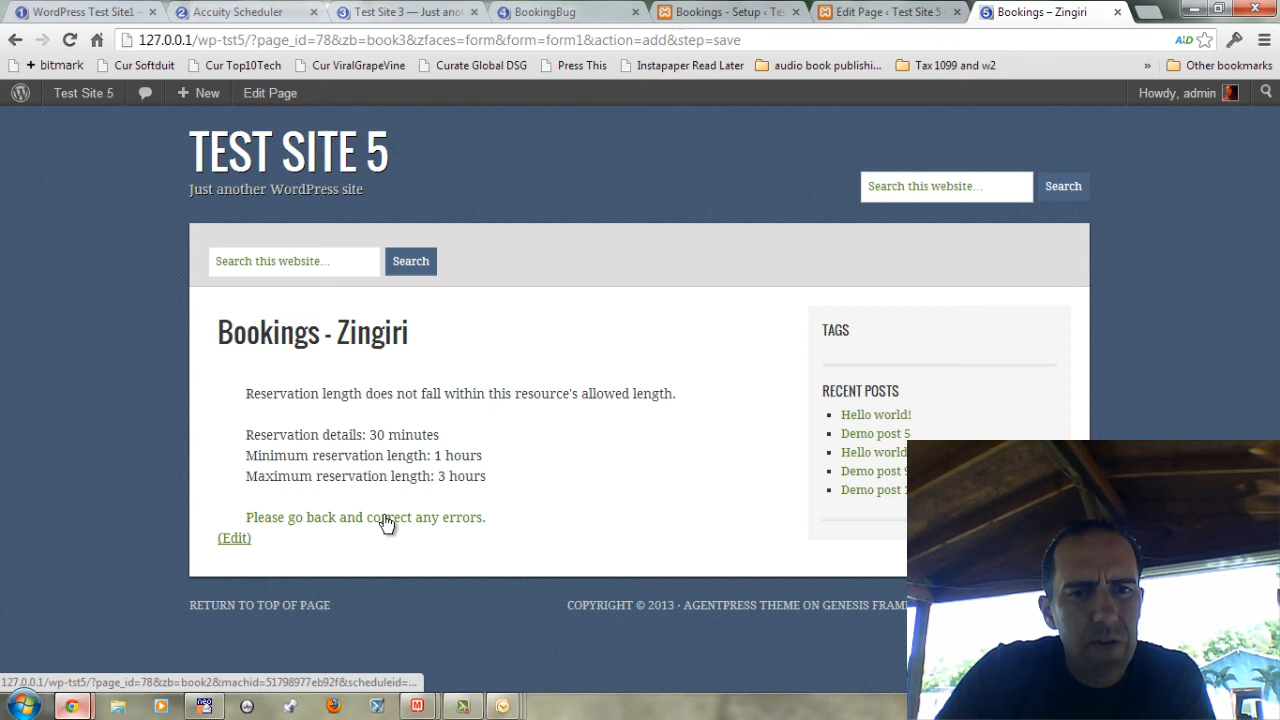 WordPress Test Site1 -
Accuity Scheduler
Test Site 3 — Just ano
BookingBug
Bookings - Setup ‹ Te
Edit Page ‹ Test Site 5
Bookings – Zingiri
127.0.0.1/wp-tst5/?page_id=78&zb=book3&zfaces=form&form=form1&action=add&step=save
+ bitmark
Cur Softduit
Cur Top10Tech
Cur ViralGrapeVine
Curate Global DSG
Press This
Instapaper Read Later
audio book publishi...
Tax 1099 and w2
»
Other bookmarks
Test Site 5
+ New
Edit Page
Howdy, admin
TEST SITE 5
Just another WordPress site
Search this website...
Search
Search this website...
Search
Bookings - Zingiri
Reservation length does not fall within this resource's allowed length.
Reservation details: 30 minutes
Minimum reservation length: 1 hours
Maximum reservation length: 3 hours
Please go back and correct any errors.
(Edit)
TAGS
RECENT POSTS
Hello world!
Demo post 5
Hello world
Demo post 9
Demo post 1
RETURN TO TOP OF PAGE
COPYRIGHT © 2013 · AGENTPRESS THEME ON GENESIS FRAM
127.0.0.1/wp-tst5/?page_id=78&zb=book2&machid=51798977eb92f&scheduleid=...